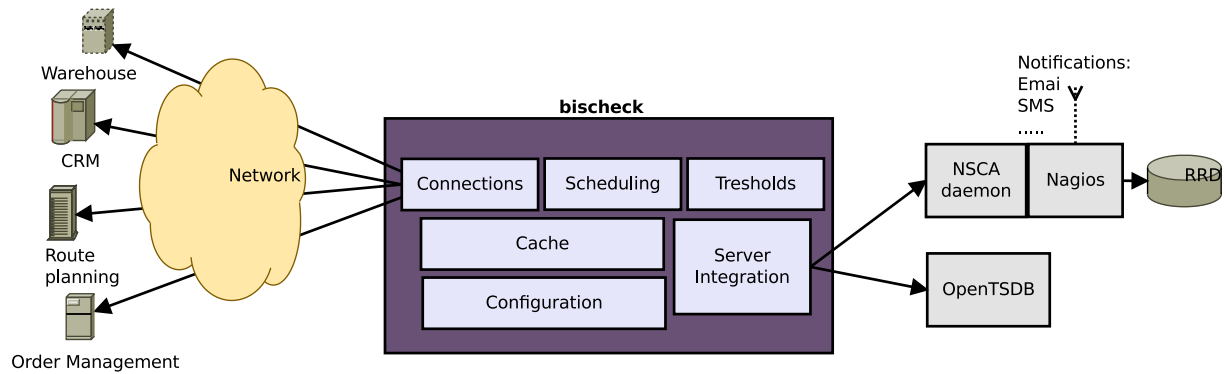 Warehouse
CRM
Route
planning
Order Management
Network
bischeck
Connections
Scheduling
Tresholds
Cache
Server
Integration
Configuration
Notifications:
Emai
SMS
.....
NSCA
daemon
Nagios
RRD
OpenTSDB